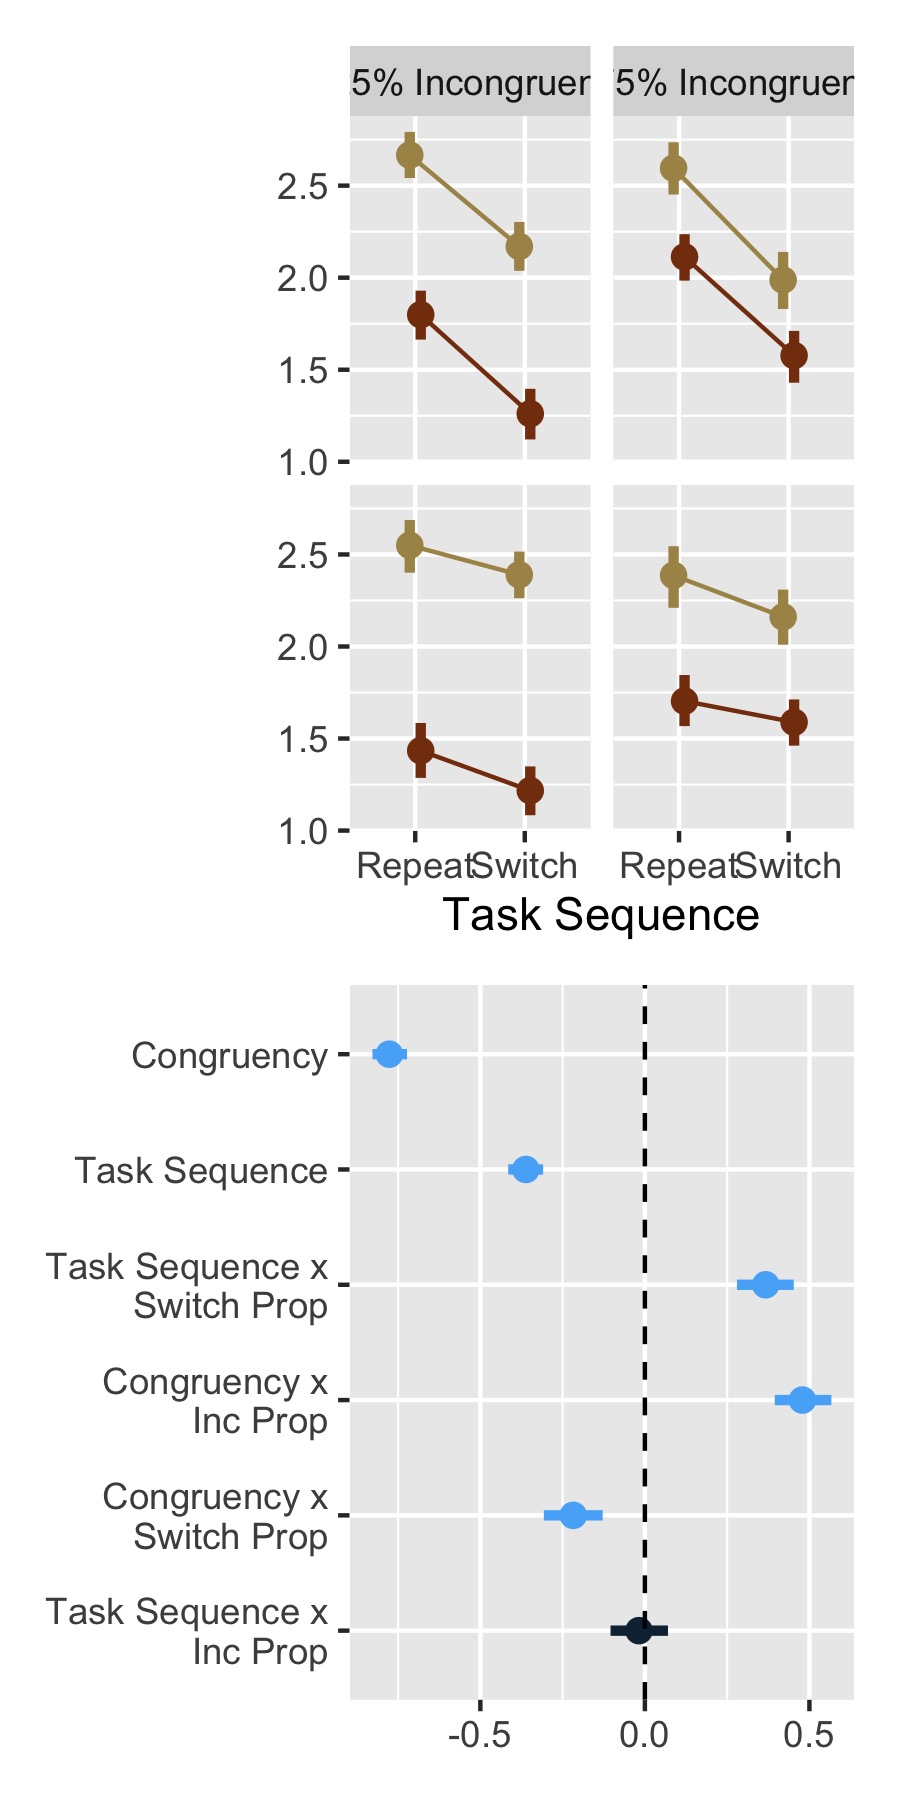 5% Incongruen
5% Incongruen
2.5
2.0
1.5
1.0
2.5
2.0
1.5
1.0
Repeat Switch Repeat Switch
Task Sequence
Congruency
Task Sequence
Task Sequence x
Switch Prop
Congruency x
Inc Prop
Congruency x
Switch Prop
Task Sequence x
Inc Prop
-0.5 0.0 0.5